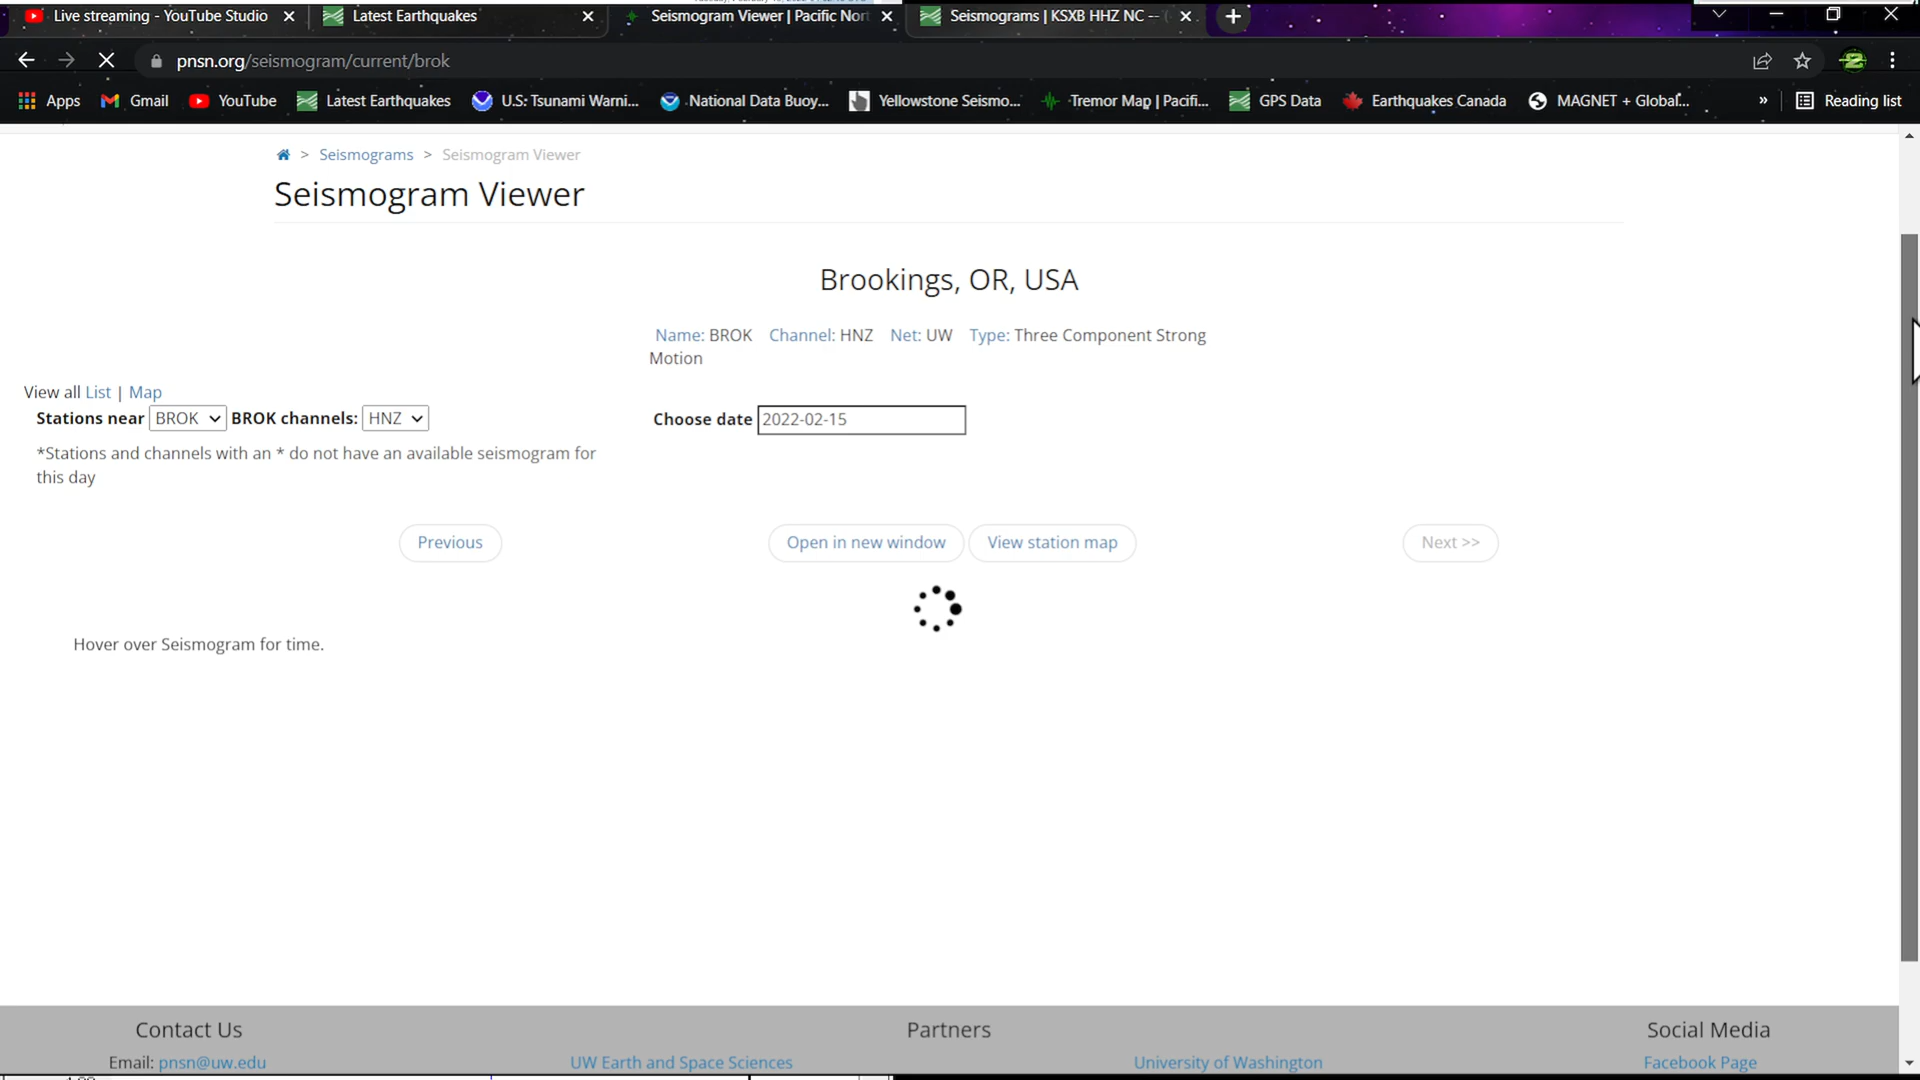 Live streaming - YouTube Studio
Latest Earthquakes
Seismogram Viewer | Pacific Nort
Seismograms | KSXB HHZ NC -- (
pnsn.org/seismogram/current/brok
Apps
Gmail
YouTube
Latest Earthquakes
U.S. Tsunami Warni...
National Data Buoy...
Yellowstone Seismo...
Tremor Map | Pacifi...
GPS Data
Earthquakes Canada
MAGNET + Global...
»
Reading list
> Seismograms > Seismogram Viewer
Seismogram Viewer
Brookings, OR, USA
Name: BROK Channel: HNZ Net: UW Type: Three Component Strong
Motion
View all List | Map
Stations near BROK BROK channels: HNZ
Choose date 2022-02-15
*Stations and channels with an * do not have an available seismogram for
this day
Previous
Open in new window
View station map
Next >>
Hover over Seismogram for time.
Contact Us
Partners
Social Media
Email: pnsn@uw.edu
UW Earth and Space Sciences
University of Washington
Facebook Page